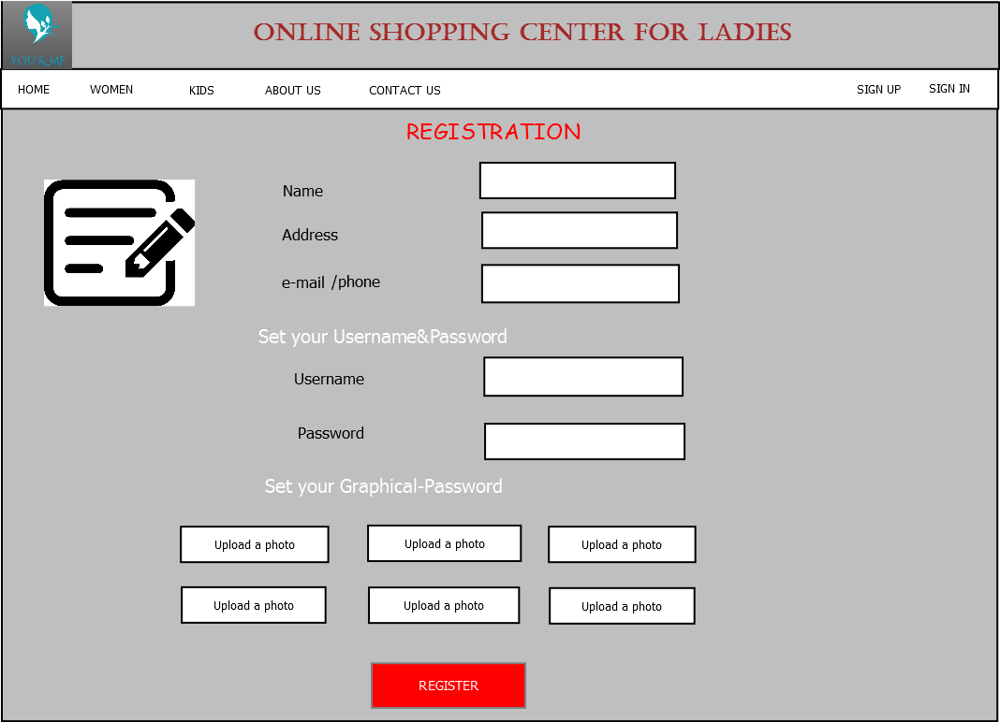 ONLINE SHOPPING CENTER FOR LADIES
YOU & ME
HOME WOMEN KIDS ABOUT US CONTACT US SIGN UP SIGN IN
REGISTRATION
Name
Address
e-mail /phone
Set your Username&Password
Username
Password
Set your Graphical-Password
Upload a photo Upload a photo Upload a photo
Upload a photo Upload a photo Upload a photo
REGISTER